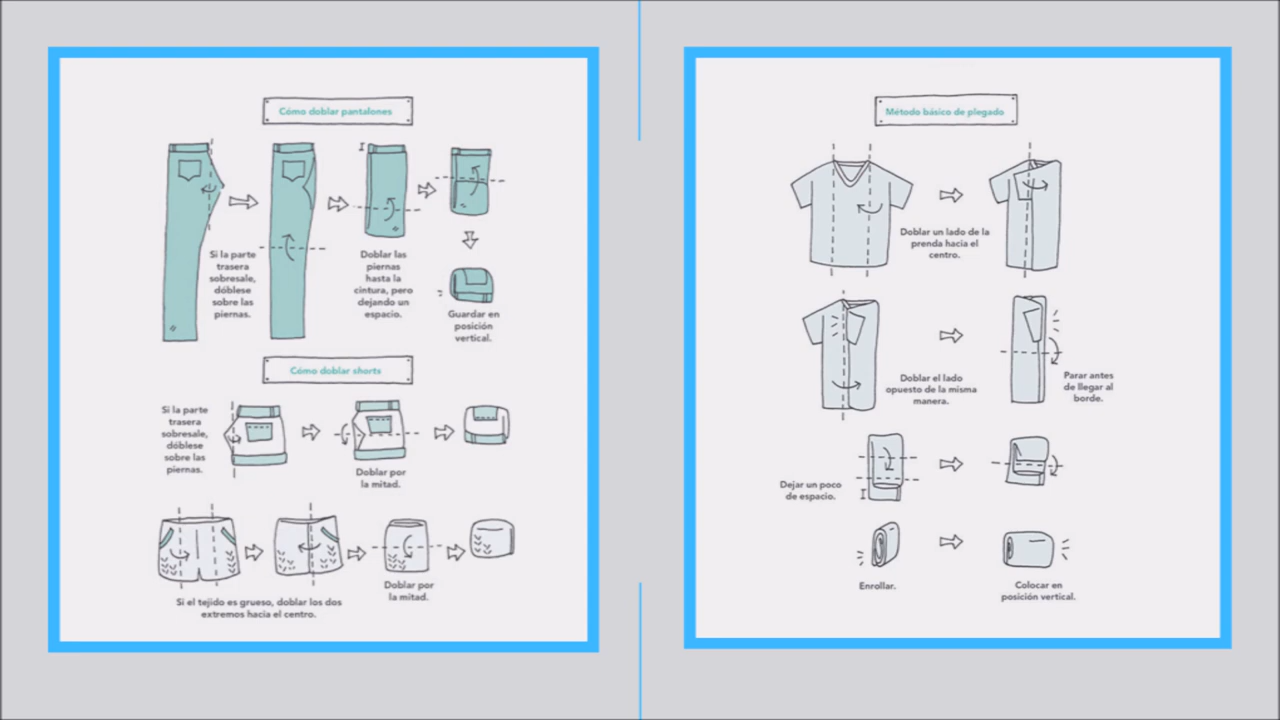 Cómo doblar pantalones
Si la parte
trasera
sobresale,
dóblese
sobre las
piernas.
Doblar las
piernas
hasta la
cintura, pero
dejando un
espacio.
Guardar en
posición
vertical.
Cómo doblar shorts
Si la parte
trasera
sobresale,
dóblese
sobre las
piernas.
Doblar por
la mitad.
Si el tejido es grueso, doblar los dos
extremos hacia el centro.
Doblar por
la mitad.
Método básico de plegado
Doblar un lado de la
prenda hacia el
centro.
Doblar el lado
opuesto de la misma
manera.
Parar antes
de llegar al
borde.
Dejar un poco
de espacio.
Enrollar.
Colocar en
posición vertical.